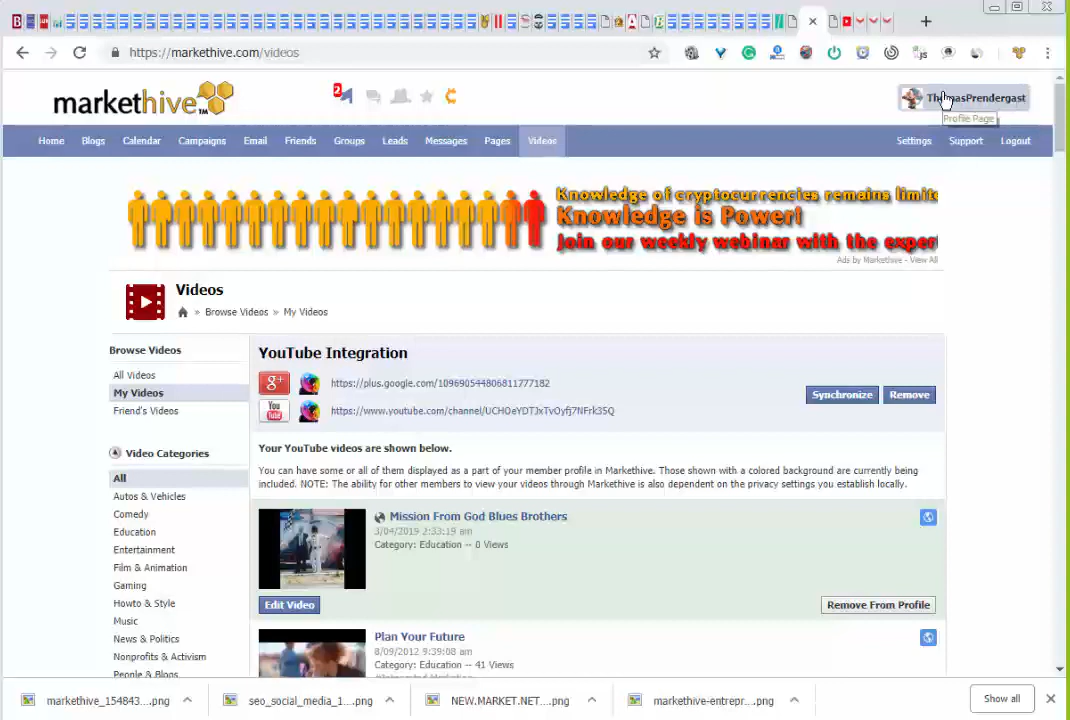 https://markethive.com/videos
markethive
2
ThomasPrendergast
Profile Page
Home Blogs Calendar Campaigns Email Friends Groups Leads Messages Pages Videos Settings Support Logout
Knowledge of cryptocurrencies remains limite
Knowledge is Power!
Join our weekly webinar with the exper
Ads by Markethive - View All
Videos
» Browse Videos » My Videos
Browse Videos
All Videos
My Videos
Friend's Videos
Video Categories
All
Autos & Vehicles
Comedy
Education
Entertainment
Film & Animation
Gaming
Howto & Style
Music
News & Politics
Nonprofits & Activism
People & Blogs
YouTube Integration
https://plus.google.com/109690544806811777182
https://www.youtube.com/channel/UCHOeYDTJxTvOyfj7NFrk35Q
Synchronize Remove
Your YouTube videos are shown below.
You can have some or all of them displayed as a part of your member profile in Markethive. Those shown with a colored background are currently being
included. NOTE: The ability for other members to view your videos through Markethive is also dependent on the privacy settings you establish locally.
Mission From God Blues Brothers
3/04/2019 2:33:19 am
Category: Education -- 0 Views
Edit Video
Remove From Profile
Plan Your Future
8/09/2012 9:39:08 am
Category: Education -- 41 Views
markethive_154843....png
seo_social_media_1....png
NEW.MARKET.NET....png
markethive-entrepr....png
Show all